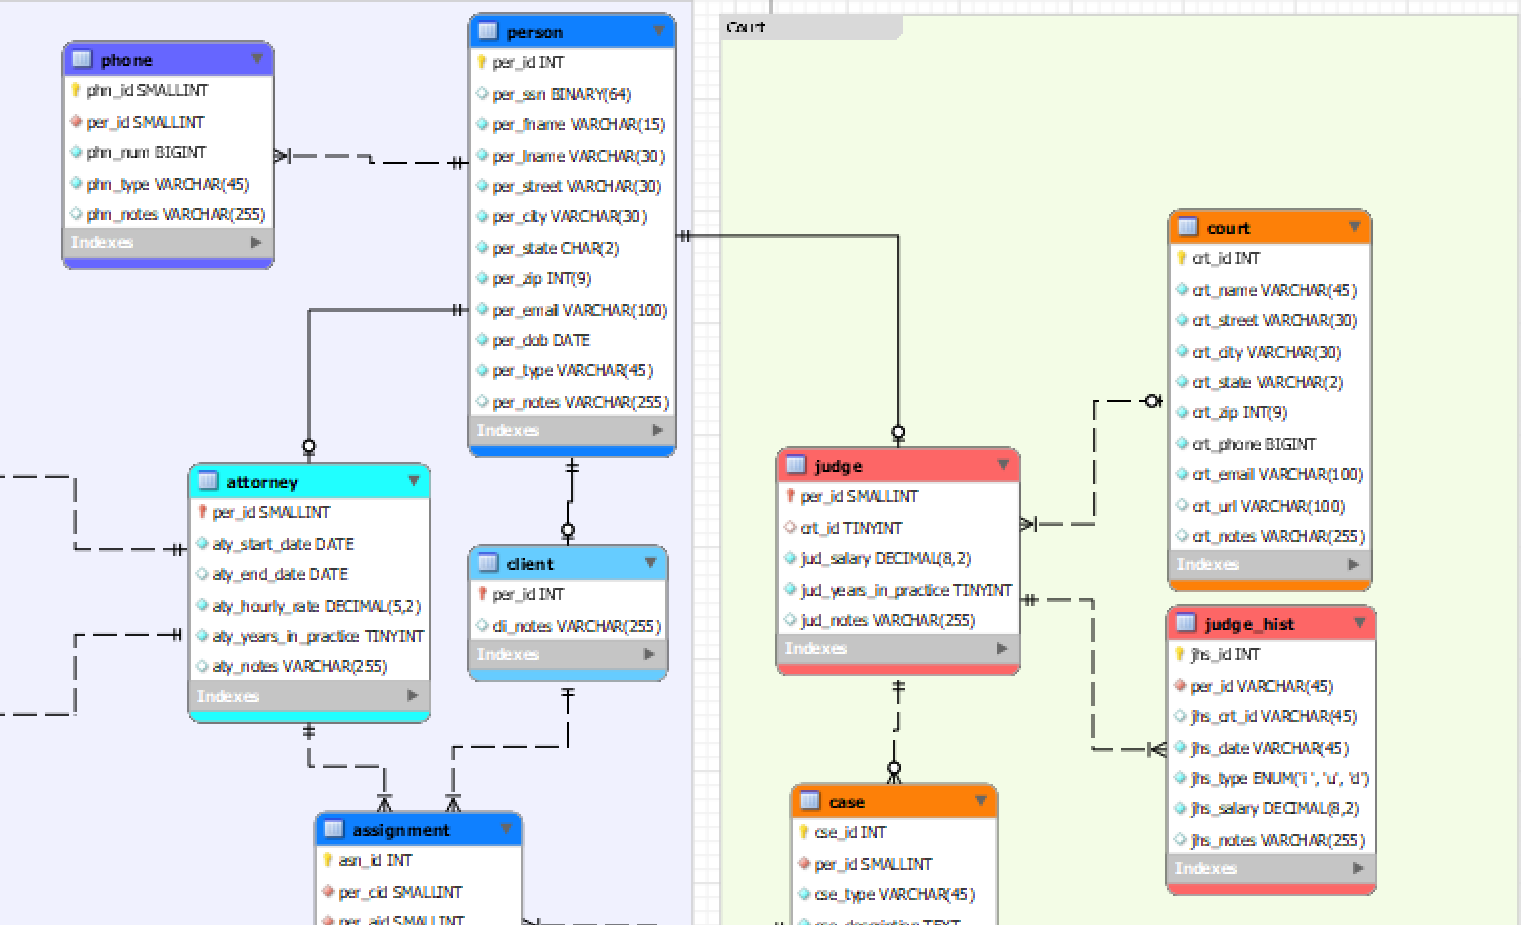 phone
phn_id SMALLINT
per_id SMALLINT
phn_num BIGINT
phn_type VARCHAR(45)
phn_notes VARCHAR(255)
Indexes
person
per_id INT
per_ssn BINARY(64)
per_fname VARCHAR(15)
per_lname VARCHAR(30)
per_street VARCHAR(30)
per_city VARCHAR(30)
per_state CHAR(2)
per_zip INT(9)
per_email VARCHAR(100)
per_dob DATE
per_type VARCHAR(45)
per_notes VARCHAR(255)
Indexes
attorney
per_id SMALLINT
aty_start_date DATE
aty_end_date DATE
aty_hourly_rate DECIMAL(5,2)
aty_years_in_practice TINYINT
aty_notes VARCHAR(255)
Indexes
client
per_id INT
cli_notes VARCHAR(255)
Indexes
assignment
asn_id INT
per_cid SMALLINT
per_aid SMALLINT
Court
court
crt_id INT
crt_name VARCHAR(45)
crt_street VARCHAR(30)
crt_city VARCHAR(30)
crt_state VARCHAR(2)
crt_zip INT(9)
crt_phone BIGINT
crt_email VARCHAR(100)
crt_url VARCHAR(100)
crt_notes VARCHAR(255)
Indexes
judge
per_id SMALLINT
crt_id TINYINT
jud_salary DECIMAL(8,2)
jud_years_in_practice TINYINT
jud_notes VARCHAR(255)
Indexes
judge_hist
jhs_id INT
per_id VARCHAR(45)
jhs_crt_id VARCHAR(45)
jhs_date VARCHAR(45)
jhs_type ENUM('i', 'u', 'd')
jhs_salary DECIMAL(8,2)
jhs_notes VARCHAR(255)
Indexes
case
cse_id INT
per_id SMALLINT
cse_type VARCHAR(45)
cse_description TEXT